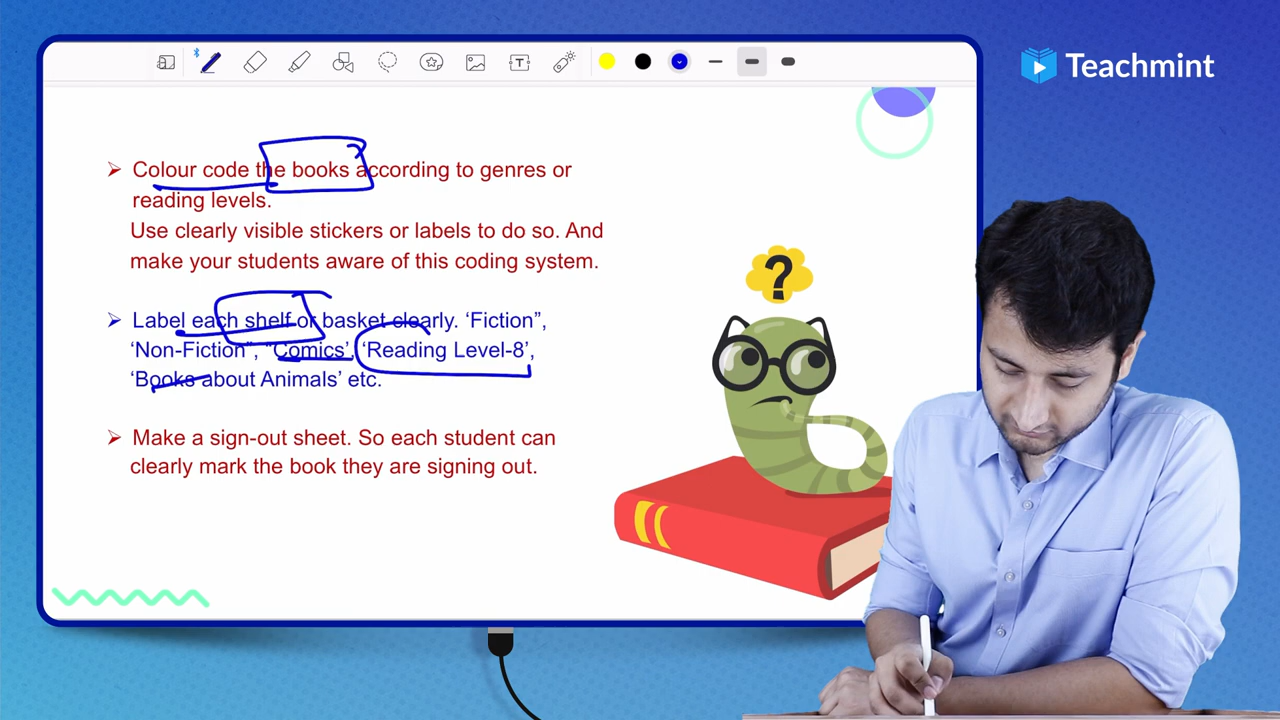 Teachmint
Colour code the books according to genres or
reading levels.
Use clearly visible stickers or labels to do so. And
make your students aware of this coding system.
Label each shelf or basket clearly. ‘Fiction”,
‘Non-Fiction”, “Comics’, ‘Reading Level-8’,
‘Books about Animals’ etc.
Make a sign-out sheet. So each student can
clearly mark the book they are signing out.
?